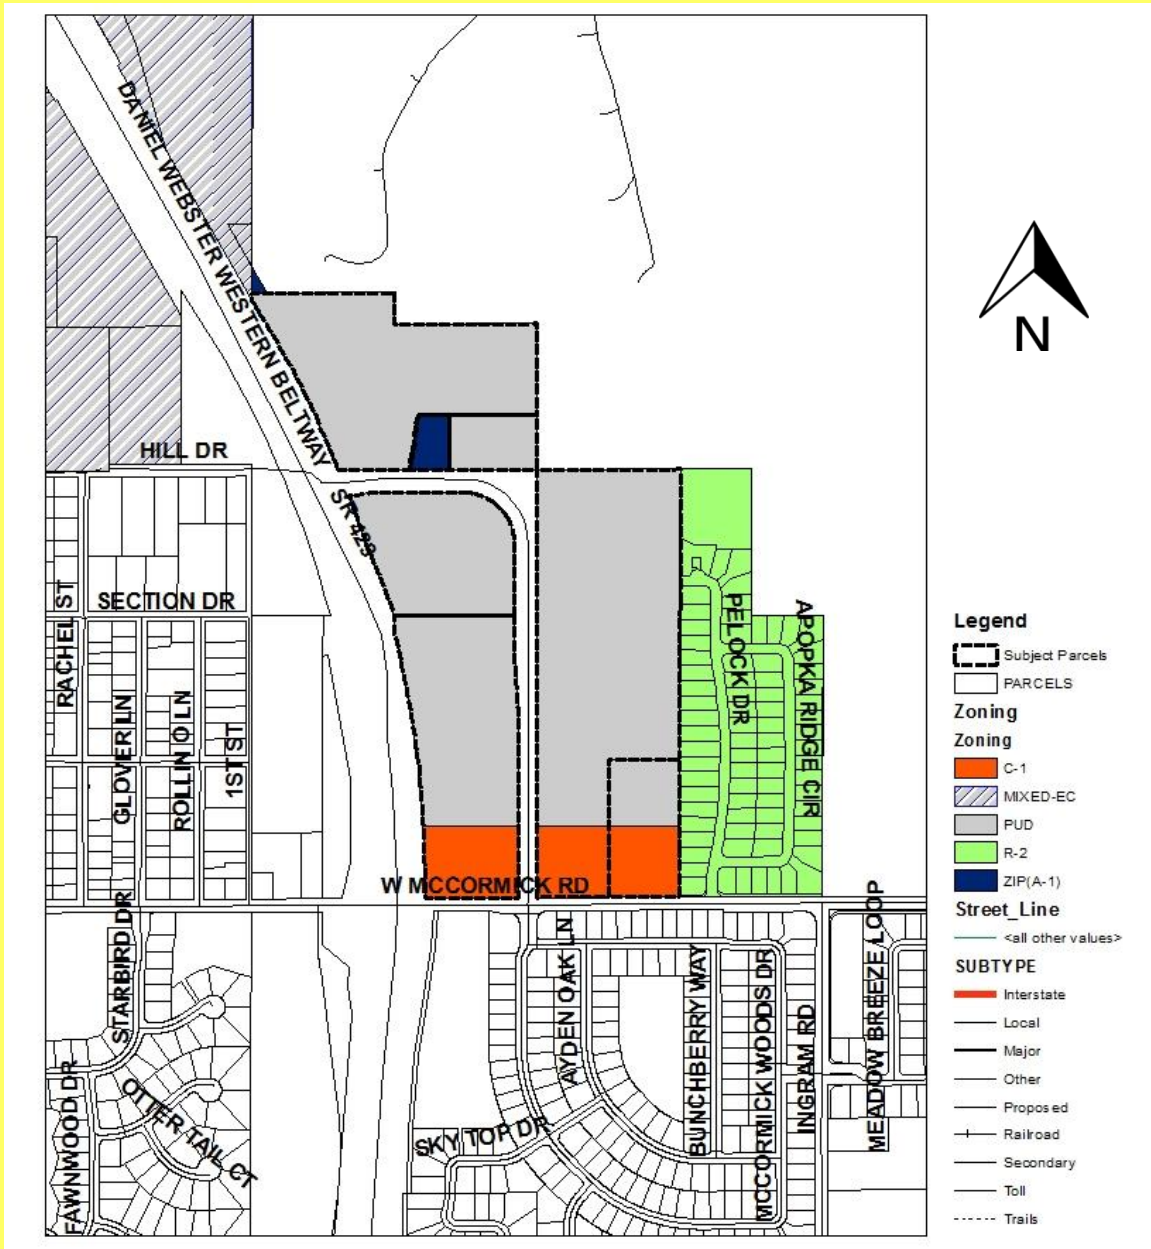 DANIEL WEBSTER WESTERN BELTWAY
N
HILL DR
SR 429
SECTION DR
RACHEL ST
PELOCK DR
APOPKA RIDGE CIR
GLOVER LN
ROLLIN O LN
1ST ST
W MCCORMICK RD
STARBIRD DR
AYDEN OAK LN
BUNCHBERRY WAY
MCCORMICK WOODS DR
INGRAM RD
MEADOW BREEZE LOOP
FAWNWOOD DR
OTTER TAIL CT
SKY TOP DR
Legend
Subject Parcels
PARCELS
Zoning
Zoning
C-1
MIXED-EC
PUD
R-2
ZIP(A-1)
Street_Line
<all other values>
SUBTYPE
Interstate
Local
Major
Other
Proposed
Railroad
Secondary
Toll
Trails